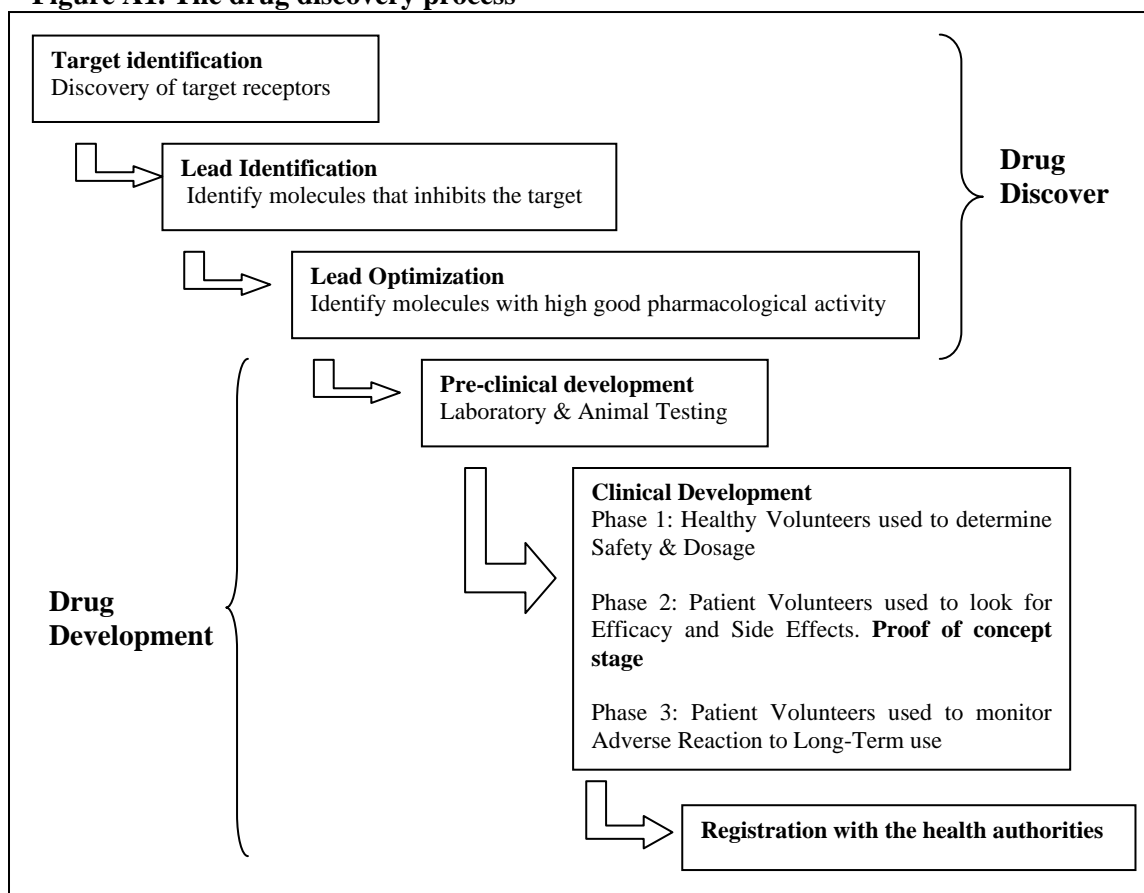 Figure A1: The drug discovery process
Target identification
Discovery of target receptors
Lead Identification
Identify molecules that inhibits the target
Drug
Discover
Lead Optimization
Identify molecules with high good pharmacological activity
Pre-clinical development
Laboratory & Animal Testing
Clinical Development
Phase 1: Healthy Volunteers used to determine
Safety & Dosage
Phase 2: Patient Volunteers used to look for
Efficacy and Side Effects. Proof of concept
stage
Phase 3: Patient Volunteers used to monitor
Adverse Reaction to Long-Term use
Drug
Development
Registration with the health authorities